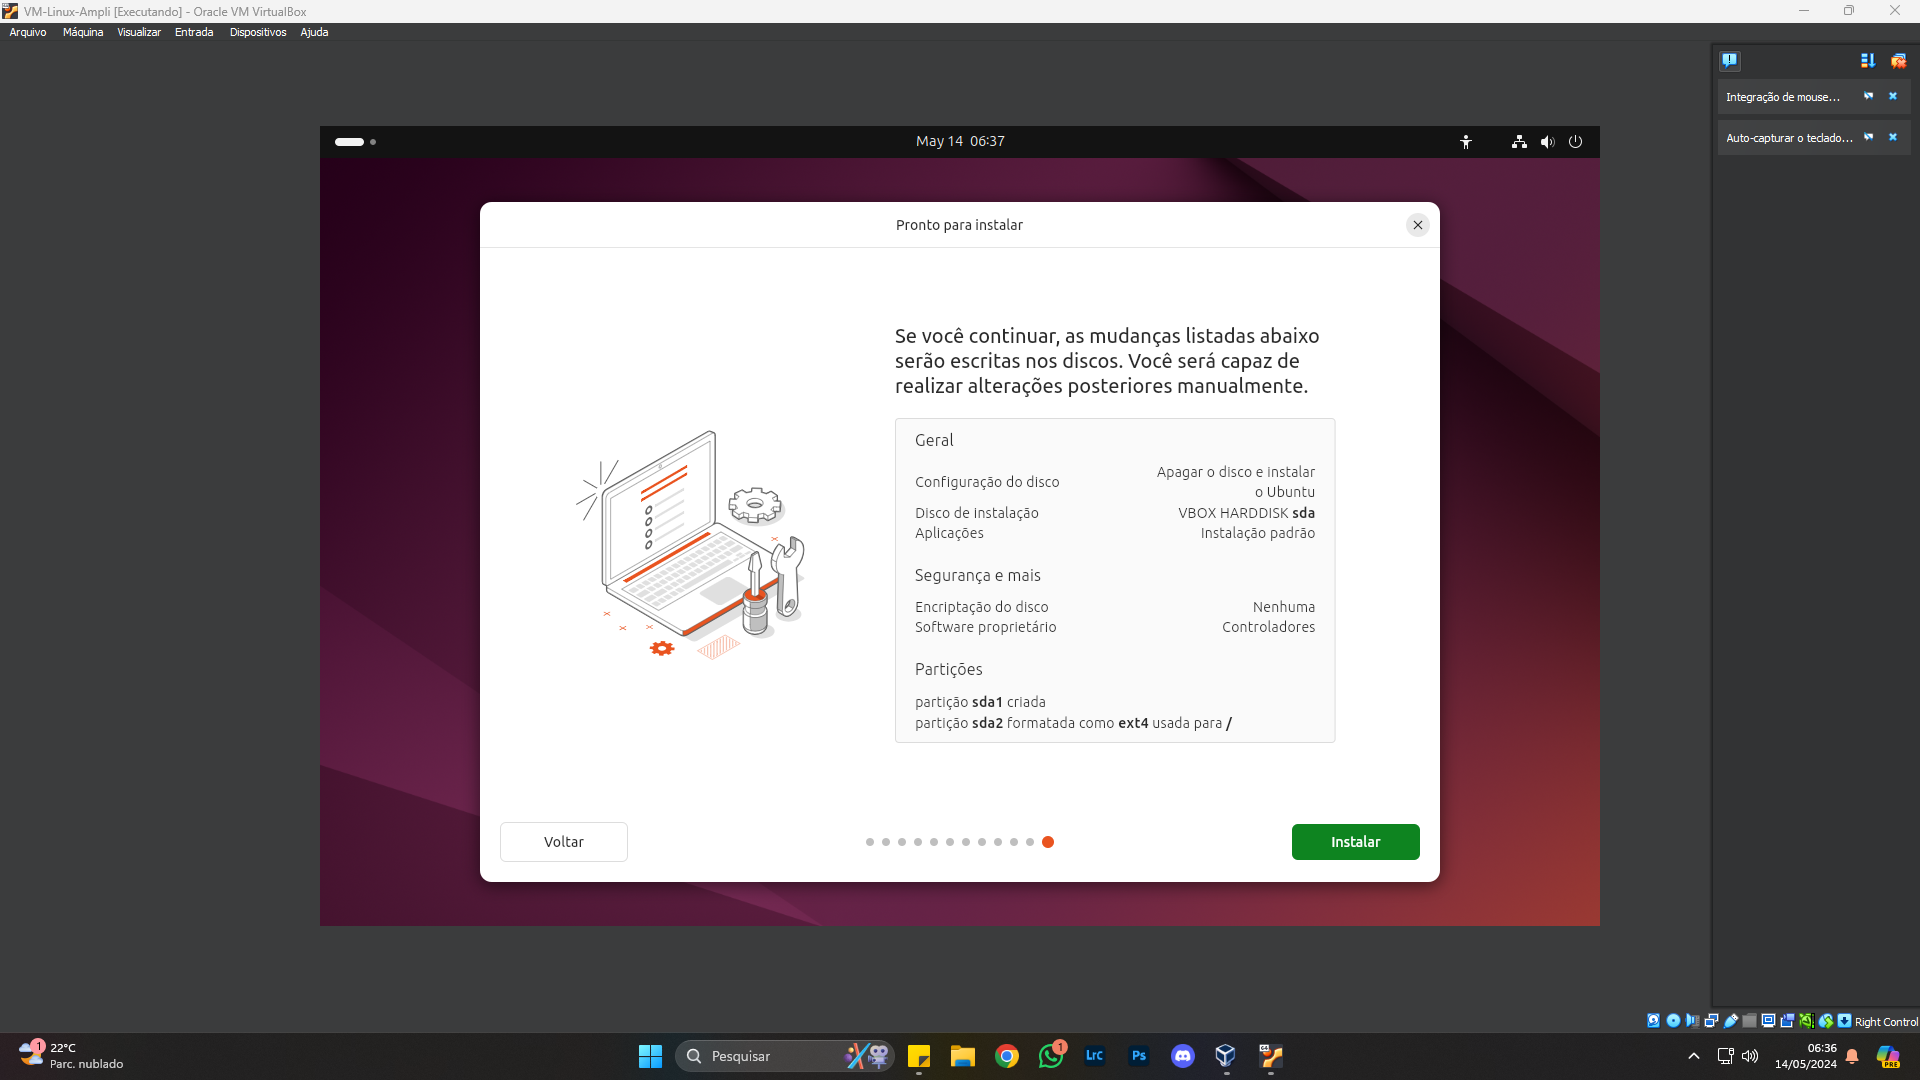 VM-Linux-Ampli [Executando] - Oracle VM VirtualBox
Arquivo Máquina Visualizar Entrada Dispositivos Ajuda
Integração de mouse...
Auto-capturar o teclado...
May 14 06:37
Pronto para instalar
Se você continuar, as mudanças listadas abaixo
serão escritas nos discos. Você será capaz de
realizar alterações posteriores manualmente.
Geral
Configuração do disco Apagar o disco e instalar
o Ubuntu
Disco de instalação VBOX HARDDISK sda
Aplicações Instalação padrão
Segurança e mais
Encriptação do disco Nenhuma
Software proprietário Controladores
Partições
partição sda1 criada
partição sda2 formatada como ext4 usada para /
Voltar
Instalar
Right Control
1
22°C
Parc. nublado
Pesquisar
1
LrC
Ps
06:36
14/05/2024
PRE